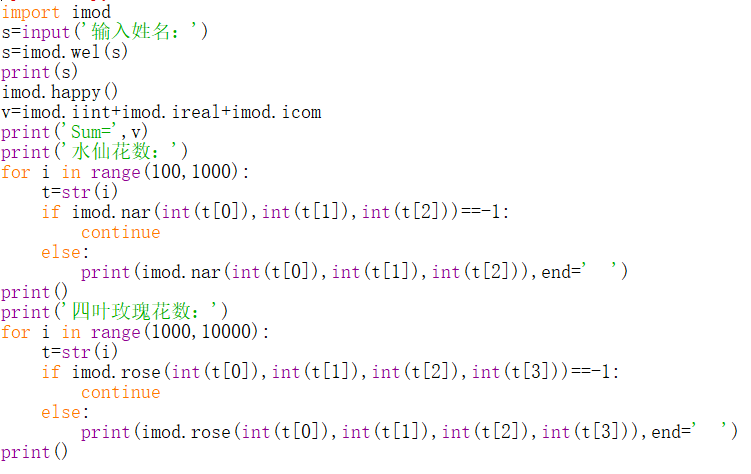 import imod
s=input('输入姓名：')
s=imod.wel(s)
print(s)
imod.happy()
v=imod.iint+imod.ireal+imod.icom
print('Sum=',v)
print('水仙花数：')
for i in range(100,1000):
    t=str(i)
    if imod.nar(int(t[0]),int(t[1]),int(t[2]))==-1:
        continue
    else:
        print(imod.nar(int(t[0]),int(t[1]),int(t[2])),end='  ')
print()
print('四叶玫瑰花数：')
for i in range(1000,10000):
    t=str(i)
    if imod.rose(int(t[0]),int(t[1]),int(t[2]),int(t[3]))==-1:
        continue
    else:
        print(imod.rose(int(t[0]),int(t[1]),int(t[2]),int(t[3])),end='  ')
print()